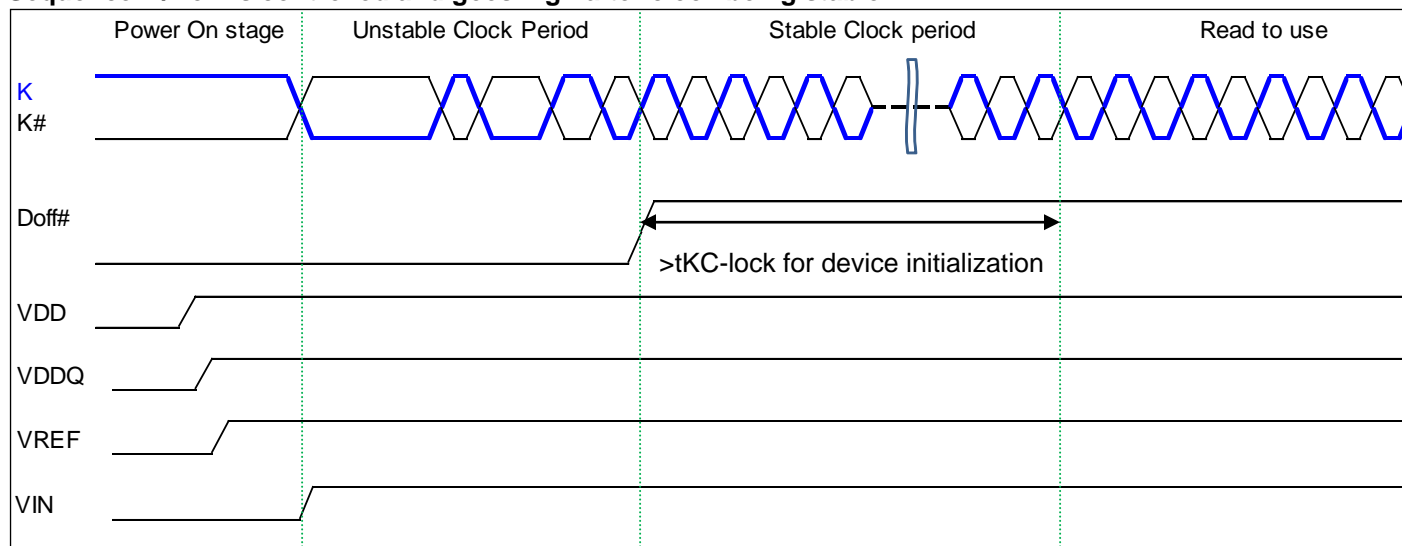 Power On stage Unstable Clock Period Stable Clock period Read to use
K
K#
Doff#
>tKC-lock for device initialization
VDD
VDDQ
VREF
VIN